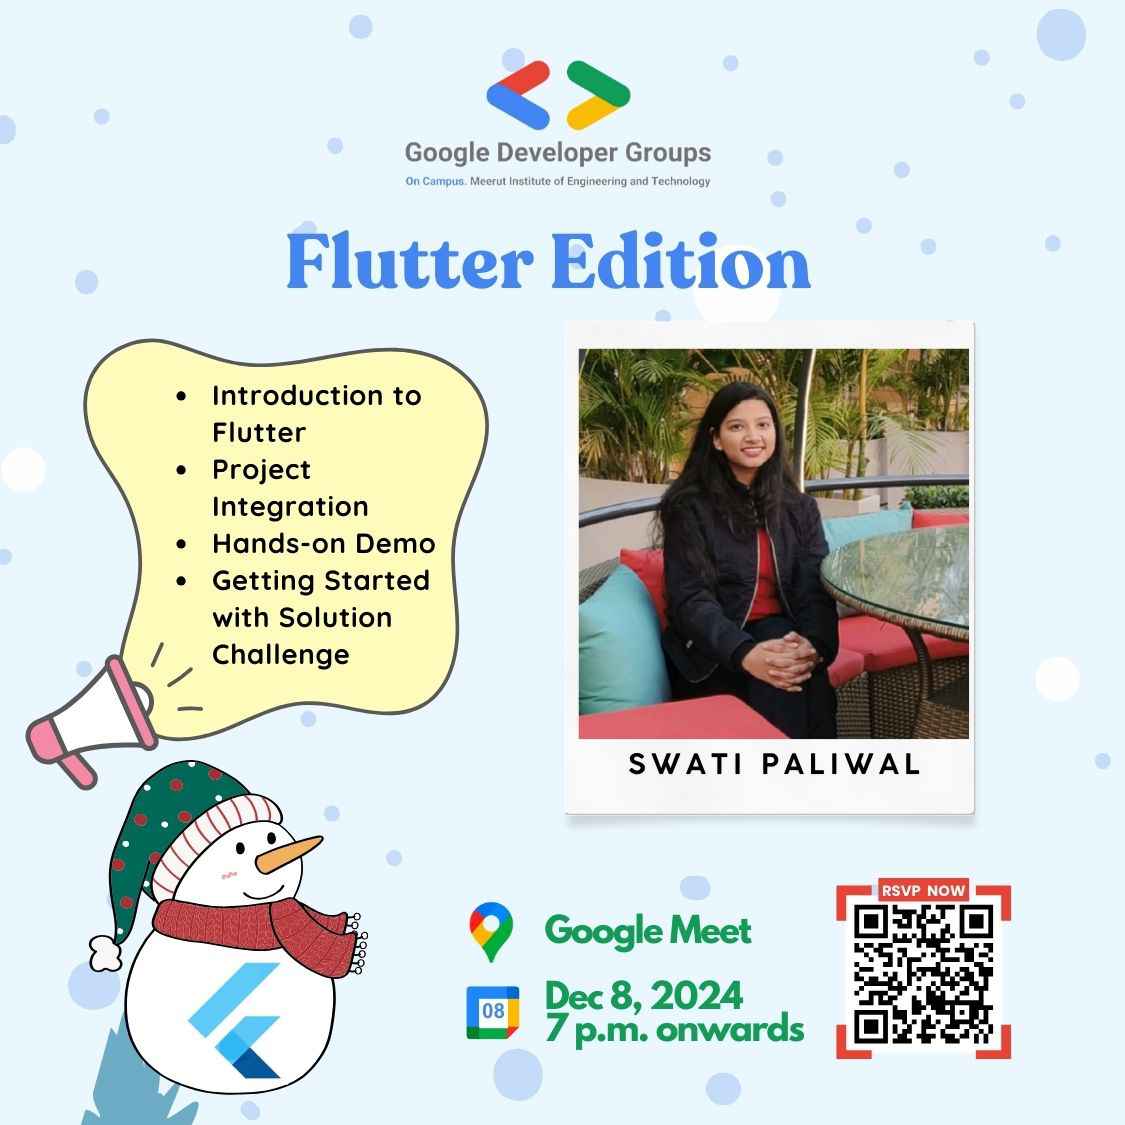 Google Developer Groups
On Campus. Meerut Institute of Engineering and Technology
Flutter Edition
• Introduction to
Flutter
• Project
Integration
• Hands-on Demo
• Getting Started
with Solution
Challenge
SWATI PALIWAL
Google Meet
08
Dec 8, 2024
7 p.m. onwards
RSVP NOW